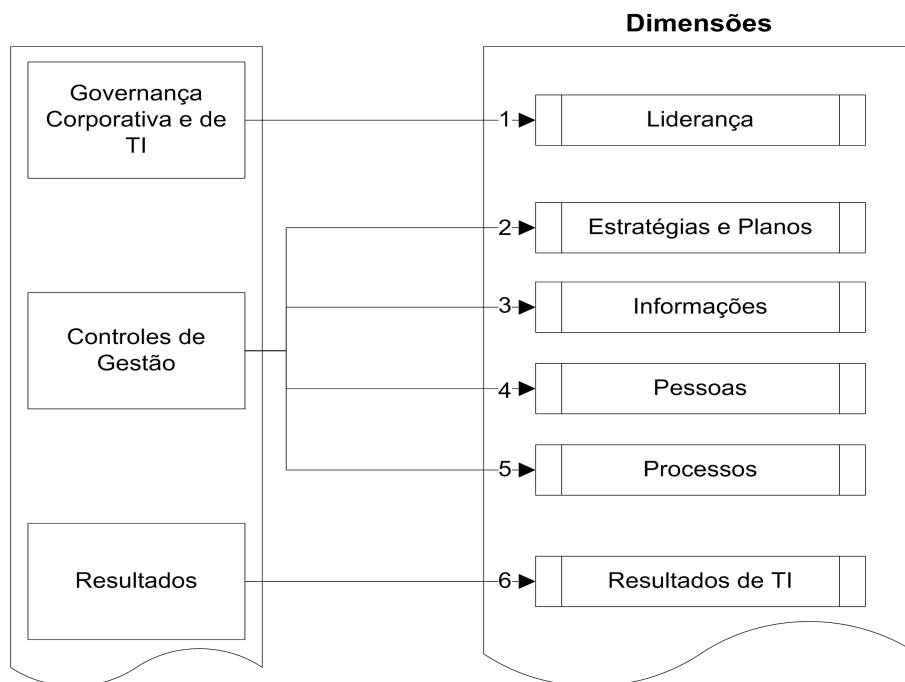 Dimensões
Governança
Corporativa e de
TI
1
Liderança
2
Estratégias e Planos
3
Informações
Controles de
Gestão
4
Pessoas
5
Processos
Resultados
6
Resultados de TI